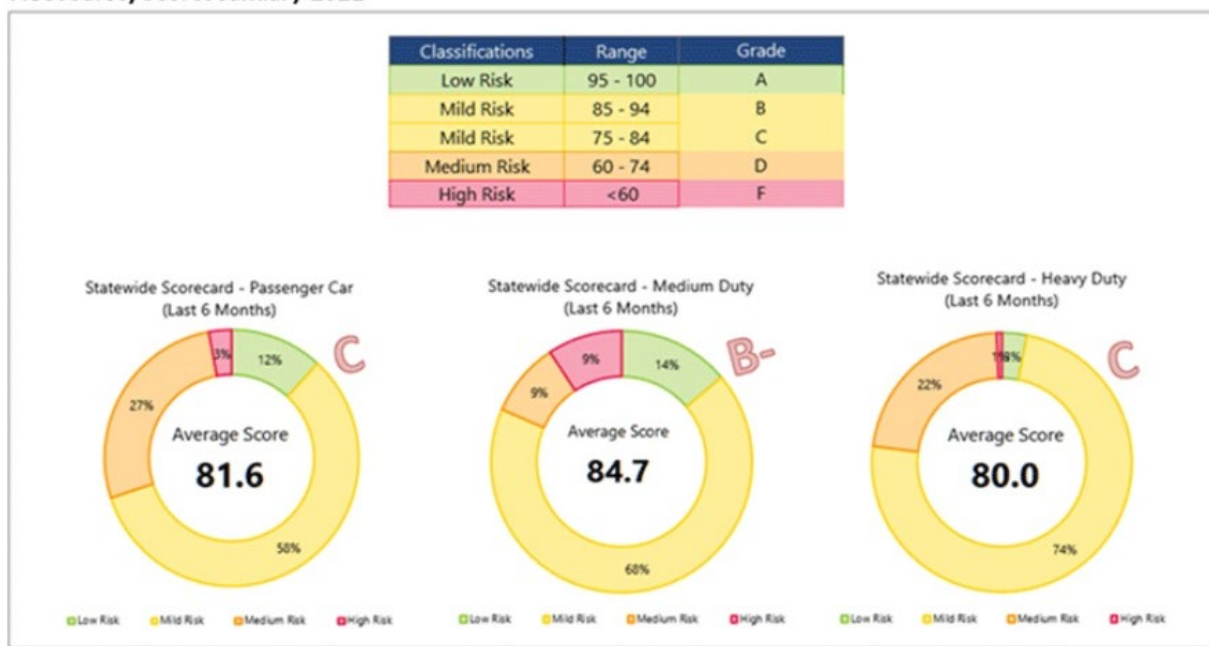 Classifications Range Grade
Low Risk 95 - 100 A
Mild Risk 85 - 94 B
Mild Risk 75 - 84 C
Medium Risk 60 - 74 D
High Risk <60 F
Statewide Scorecard - Passenger Car
(Last 6 Months)
C
3%
12%
27%
Average Score
81.6
58%
Low Risk Mild Risk Medium Risk High Risk
Statewide Scorecard - Medium Duty
(Last 6 Months)
B-
9%
14%
9%
Average Score
84.7
68%
Low Risk Mild Risk Medium Risk High Risk
Statewide Scorecard - Heavy Duty
(Last 6 Months)
C
22%
Average Score
80.0
74%
Low Risk Mild Risk Medium Risk High Risk